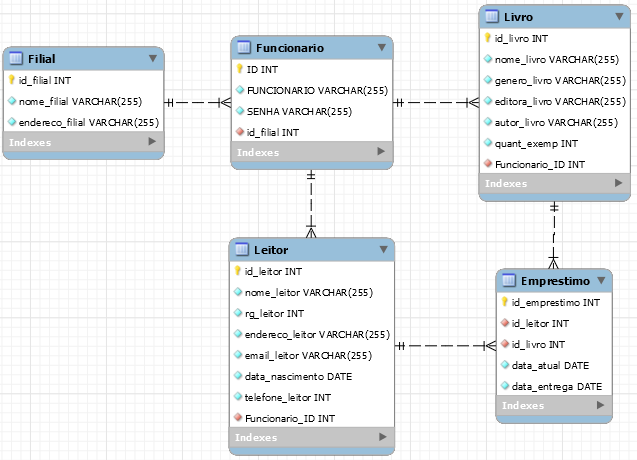 Filial
id_filial INT
nome_filial VARCHAR(255)
endereco_filial VARCHAR(255)
Indexes
Funcionario
ID INT
FUNCIONARIO VARCHAR(255)
SENHA VARCHAR(255)
id_filial INT
Indexes
Livro
id_livro INT
nome_livro VARCHAR(255)
genero_livro VARCHAR(255)
editora_livro VARCHAR(255)
autor_livro VARCHAR(255)
quant_exemp INT
Funcionario_ID INT
Indexes
Leitor
id_leitor INT
nome_leitor VARCHAR(255)
rg_leitor INT
endereco_leitor VARCHAR(255)
email_leitor VARCHAR(255)
data_nascimento DATE
telefone_leitor INT
Funcionario_ID INT
Indexes
Emprestimo
id_emprestimo INT
id_leitor INT
id_livro INT
data_atual DATE
data_entrega DATE
Indexes